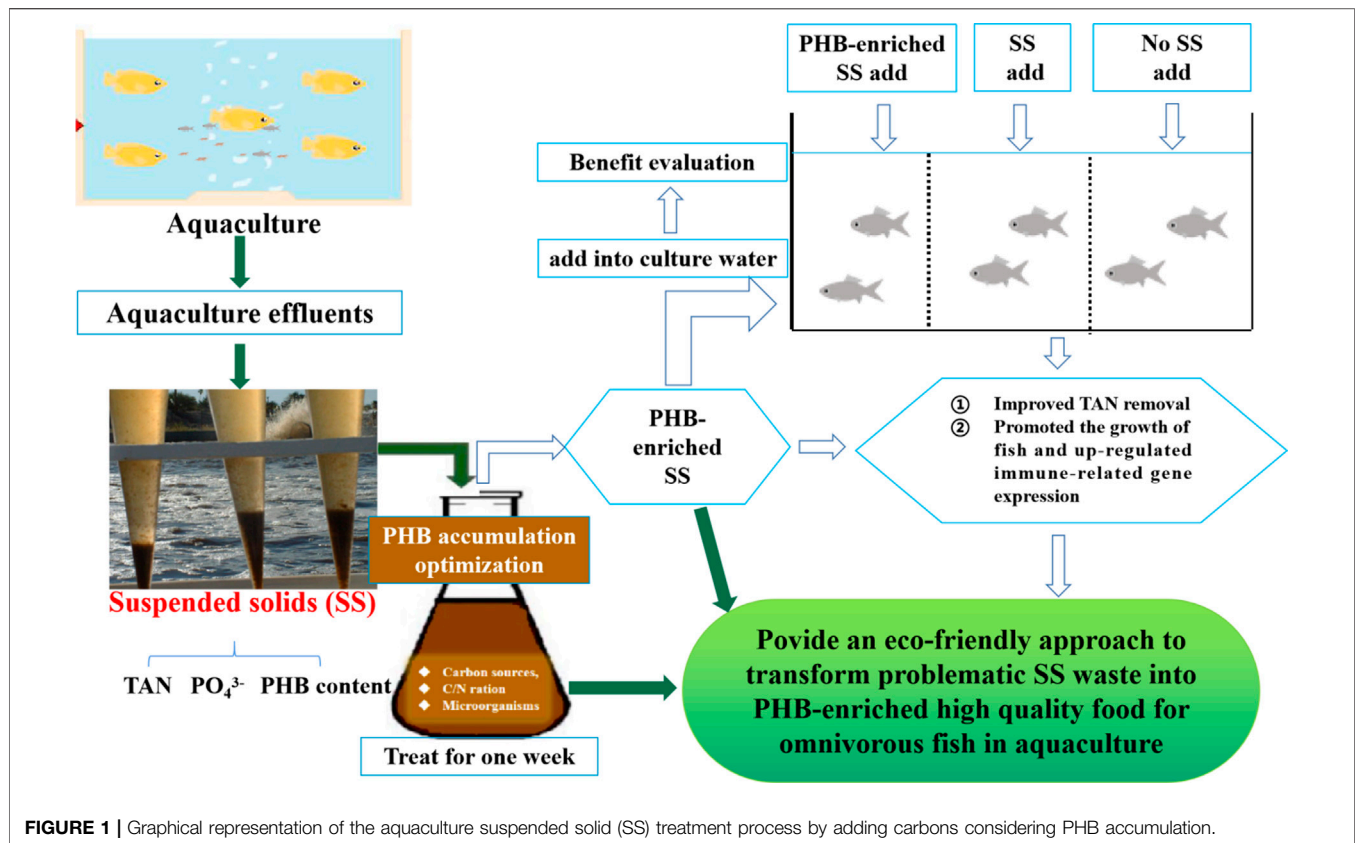 Aquaculture
Aquaculture effluents
Suspended solids (SS)
TAN PO₄³⁻ PHB content
PHB accumulation
optimization
◆ Carbon sources,
◆ C/N ration
◆ Microorganisms
Treat for one week
PHB-
enriched
SS
add into culture water
Benefit evaluation
PHB-enriched
SS add
SS
add
No SS
add
① Improved TAN removal
② Promoted the growth of
fish and up-regulated
immune-related gene
expression
Povide an eco-friendly approach to
transform problematic SS waste into
PHB-enriched high quality food for
omnivorous fish in aquaculture
FIGURE 1 | Graphical representation of the aquaculture suspended solid (SS) treatment process by adding carbons considering PHB accumulation.